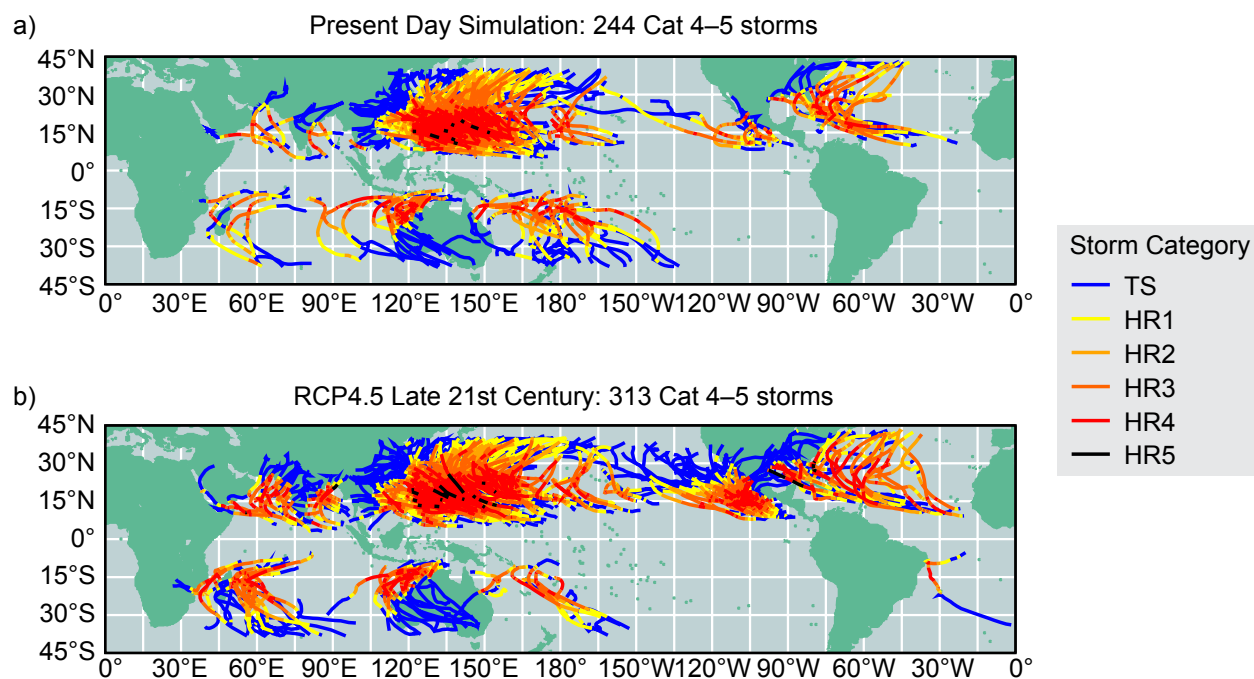 a) Present Day Simulation: 244 Cat 4–5 storms
45°N
30°N
15°N
0°
15°S
30°S
45°S
0° 30°E 60°E 90°E 120°E 150°E 180° 120°W 90°W 60°W 30°W 0°
b) RCP4.5 Late 21st Century: 313 Cat 4–5 storms
45°N
30°N
15°N
0°
15°S
30°S
45°S
0° 30°E 60°E 90°E 120°E 150°E 180° 120°W 90°W 60°W 30°W 0°
Storm Category
TS
HR1
HR2
HR3
HR4
HR5